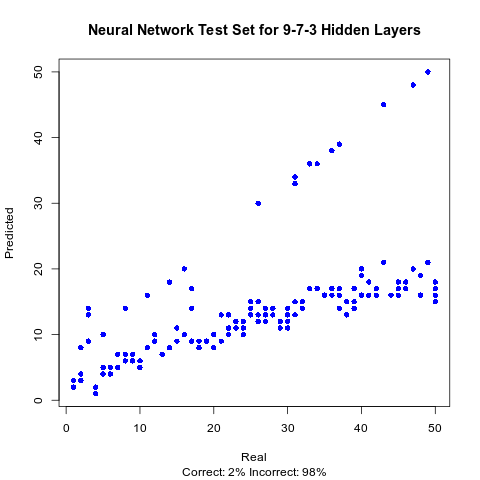 Neural Network Test Set for 9-7-3 Hidden Layers
Predicted
50
40
30
20
10
0
0 10 20 30 40 50
Real
Correct: 2% Incorrect: 98%